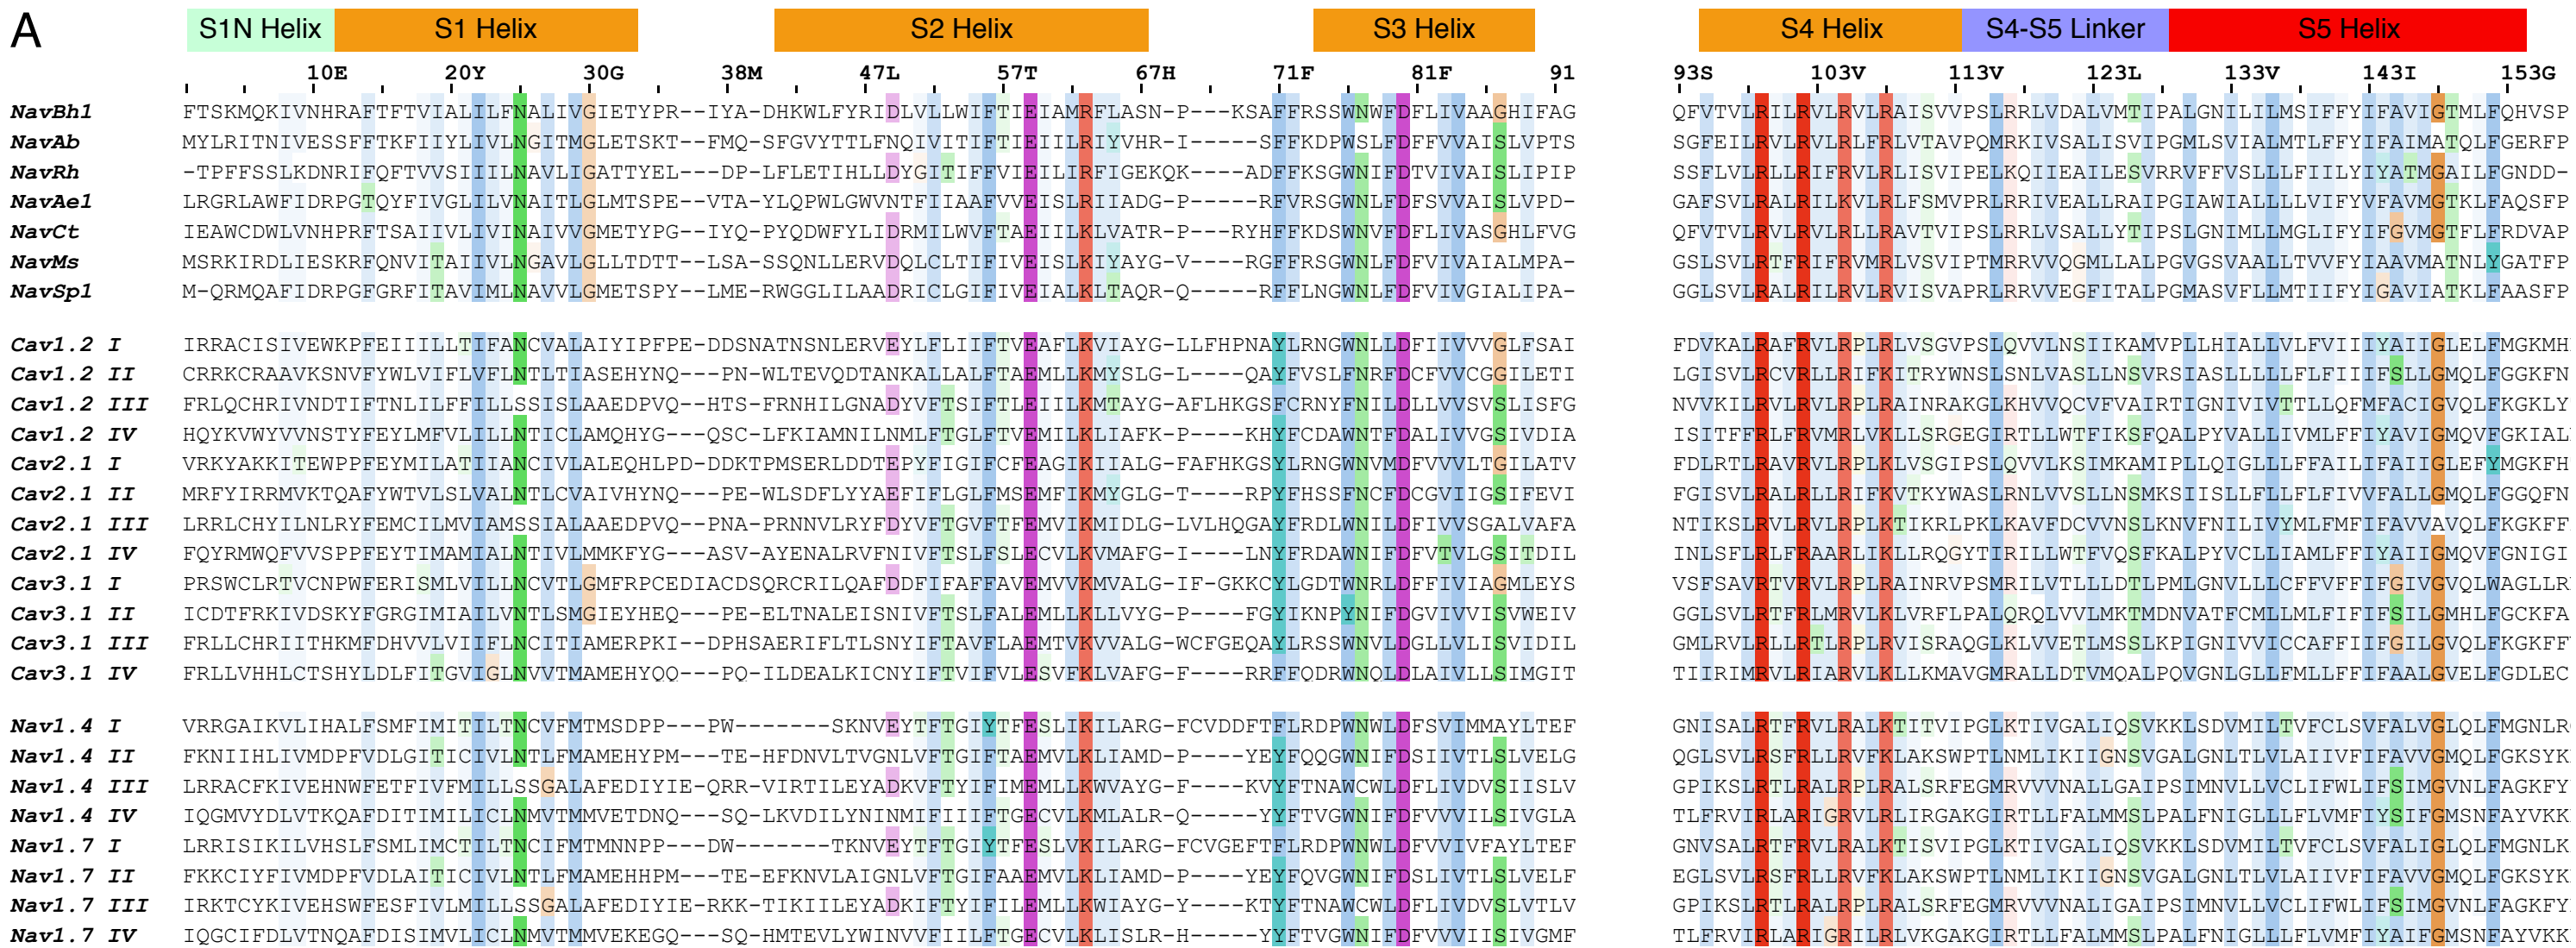 A
S1N Helix S1 Helix S2 Helix S3 Helix S4 Helix S4-S5 Linker S5 Helix
10E 20Y 30G 38M 47L 57T 67H 71F 81F 91 93S 103V 113V 123L 133V 143I 153G
NavBh1 FTSKMQKIVNHRAFTFTVIALILFNALIVGIETYPR---IYA-DHKWLFYRIDLVLLWIFTIEIAMRFLASN-P----KSAFFRSSWNWFDFLIVAAGHIFAG QFVTVLRILRVLRVLRAISVVPSLRRLVDALVMTIPALGNILILMSIFFYIFAVIGTMLFQHVSP
NavAb MYLRITNIVESSFFTKFIIYLIVLNGITMGLETSKT--FMQ-SFGVYTTLFNQIVITIFTIEIILRIYVHR-I-----SFFKDPWSLFDFFVVAISLVPTS SGFEILRVLRVLRLFRLVTAVPQMRKIVSALISVIPGMLSVIALMTLFFYIFAIMATQLFGERFP
NavRh -TPFFSSLKDNRIFQFTVVSIIILNAVLIGATTYEL---DP-LFLETIHLLDYGITIFFVIEILIRFIGEKQK----ADFFKSGWNIFDTVIVAISLIPIP SSFLVLRLLRIFRVLRLISVIPELKQIIEAILESVRRVFFVSLLLFIILYIYATMGAILFGNDD-
NavAe1 LRGRLAWFIDRPGTQYFIVGLILVNAITLGLMTSPE---VTA-YLQPWLGWVNTFIIAAFVVEISLRIIADG-P-----RFVRSGWNLFDFSVVAISLVPD- GAFSVLRALRILKVLRLFSMVPRLRRIVEALLRAIPGIAWIALLLLVIFYVFAVMGTKLFAQSFP
NavCt IEAWCDWLVNHPRFTSAIIVLIVINAIVVGMETYPG---IYQ-PYQDWFYLIDRMILWVFTAEIILKLVATR-P----RYHFFKDSWNVFDFLIVASGHLFVG QFVTVLRVLRVLRLLRAVTVIPSLRRLVSALLYTIPSLGNIMLLMGLIFYIFGVMGTFLFRDVAP
NavMs MSRKIRDLIESKRFQNVITAIIVLNGAVLGLLTDTT---LSA-SSQNLLERVDQLCLTIFIVEISLKIYAYG-V----RGFFRSGWNLFDFVIVAIALMPA- GSLSVLRTFRIFRVMRLVSVIPTMRRVVQGMLLALPGVGSVAALLTVVFYIAAVMATNLYGATFP
NavSp1 M-QRMQAFIDRPGFGRFITAVIMLNAVVLGMETSPY---LME-RWGGLILAADRICLGIFIVEIALKLTAQR-Q-----RFFLNGWNLFDFVIVGIALIPA- GGLSVLRALRILRVLRVISVAPRLRRVVEGFITALPGMASVFLLMTIIFYIGAVIATKLFAASFP
Cav1.2 I IRRACISIVEWKPFEIIILLTIFANCVALAIYIPFPE-DDSNATNSNLERVEYLFLIIFTVEAFLKVIAYG-LLFHPNAYLRNGWNLLDFIIVVVGLFSAI FDVKALRAFRVLRPLRLVSGVPSLQVVLNSIIKAMVPLLHIALLVLFVIIIYAIIGLELFMGKMH
Cav1.2 II CRRKCRAAVKSNVFYWLVIFLVFLNTLTIASEHYNQ---PN-WLTEVQDTANKALLALFTAEMLLKMYSLG-L----QAYFVSLFNRFDCFVVCGGILETI LGISVLRCVRLLRIFKITRYWNSLSNLVASLLNSVRSIASLLLLLFLFIIIFSLLGMQLFGGKFN
Cav1.2 III FRLQCHRIVNDTIFTNLILFFILLSSISLAAEDPVQ--HTS-FRNHILGNADYVFTSIFTLEIILKMTAYG-AFLHKGSFCRNYFNILDLLVVSVSLISFG NVVKILRVLRVLRPLRAINRAKGLKHVVQCVFVAIRTIGNIVIVTTLLQFMFACIGVQLFKGKLY
Cav1.2 IV HQYKVWYVVNSTYFEYLMFVLILLNTICLAMQHYG---QSC-LFKIAMNILNMLFTGLFTVEMILKLIAFK-P----KHYFCDAWNTFDALIVVGSIVDIA ISITFFRLFRVMRLVKLLSRGEGIRTLLWTFIKSFQALPYVALLIVMLFFIYAVIGMQVFGKIAL
Cav2.1 I VRKYAKKITEWPPFEYMILATIIANCIVLALEQHLPD-DDKTPMSERLDDTEPYFIGIFCFEAGIKIIALG-FAFHKGSYLRNGWNVMDFVVVLTGILATV FDLRTLRAVRVLRPLKLVSGIPSLQVVLKSIMKAMIPLLQIGLLLFFAILIFAIIGLEFYMGKFH
Cav2.1 II MRFYIRRMVKTQAFYWTVLSLVALNTLCVAIVHYNQ---PE-WLSDFLYYAEFIFLGLFMSEMFIKMYGLG-T----RPYFHSSFNCFDCGVIIGSIFEVI FGISVLRALRLLRIFKVTKYWASLRNLVVSLLNSMKSIISLLFLLFLFIVVFALLGMQLFGGQFN
Cav2.1 III LRRLCHYILNLRYFEMCILMVIAMSSIALAAEDPVQ---PNA-PRNNVLRYFDYVFTGVFTFEMVIKMIDLG-LVLHQGAYFRDLWNILDFIVVSGALVAFA NTIKSLRVLRVLRPLKTIKRLPKLKAVFDCVVNSLKNVFNILIVYMLFMFIFAVVAVQLFKGKFF
Cav2.1 IV FQYRMWQFVVSPPFEYTIMAMIALNTIVLMMKFYG---ASV-AYENALRVFNIVFTSLFSLECVLKVMAFG-I----LNYFRDAWNIFDFVTVLGSITDIL INLSFLRLFRAARLIKLLRQGYTIRILLWTFVQSFKALPYVCLLIAMLFFIYAIIGMQVFGNIGI
Cav3.1 I PRSWCLRTVCNPWFERISMLVILLNCVTLGMFRPCEDIACDSQRCRILQAFDDFIFAFFAVEMVVKMVALG-IF-GKKCYLGDTWNRLDFFIVIAGMLEYS VSFSAVRTVRVLRPLRAINRVPSMRILVTLLLDTLPMLGNVLLLCFFVFFIFGIVGVQLWAGLLR
Cav3.1 II ICDTFRKIVDSKYFGRGIMIAILVNTLSMGIEYHEQ---PE-ELTNALEISNIVFTSLFALEMLLKLLVYG-P----FGYIKNPYNIFDGVIVVISVWEIV GGLSVLRTFRLMRVLKLVRFLPALQRQLVVLMKTMDNVATFCMLLMLFIFIFSILGMHLFGCKFA
Cav3.1 III FRLLCHRIITHKMFDHVVLVIIFLNCITIAMERPKI--DPHSAERIFLTLSNYIFTAVFLAEMTVKVVALG-WCFGEQAYLRSSWNVLDGLLVLISVIDIL GMLRVLRLLRTLRPLRVISRAQGLKLVVETLMSSLKPIGNIVVICCAFFIIFGILGVQLFKGKFF
Cav3.1 IV FRLLVHHLCTSHYLDLFITGVIGLNVVTMAMEHYQQ---PQ-ILDEALKICNYIFTVIFVLESVFKLVAFG-F----RRFFQDRWNQLDLAIVLLSIMGIT TIIRIMRVLRIARVLKLLKMAVGMRALLDTVMQALPQVGNLGLLFMLLFFIFAALGVELFGDLEC
Nav1.4 I VRRGAIKVLIHALFSMFIMITILTNCVFMTMSDPP---PW-------SKNVEYTFTGIYTFESLIKILARG-FCVDDFTFLRDPWNWLDFSVIMMAYLTEF GNISALRTFRVLRALKTITVIPGLKTIVGALIQSVKKLSDVMILTVFCLSVFALVGLQLFMGNLR
Nav1.4 II FKNIIHLIVMDPFVDLGITICIVLNTLFMAMEHYPM---TE-HFDNVLTVGNLVFTGIFTAEMVLKLIAMD-P----YEYFQQGWNIFDSIIVTLSLVELG QGLSVLRSFRLLRVFKLAKSWPTLNMLIKIIGNSVGALGNLTLVLAIIVFIFAVVGMQLFGKSYK
Nav1.4 III LRRACFKIVEHNWFETFIVFMILLSSGALAFEDIYIE-QRR-VIRTILEYADKVFTYIFIMEMLLKWVAYG-F----KVYFTNAWCWLDFLIVDVSIISLV GPIKSLRTLRALRPLRALSRFEGMRVVVNALLGAIPSIMNVLLVCLIFWLIFSIMGVNLFAGKFY
Nav1.4 IV IQGMVYDLVTKQAFDITIMILICLNMVTMMVETDNQ---SQ-LKVDILYNINMIFIIIFTGECVLKMLALR-Q-----YYFTVGWNIFDFVVVILSIVGLA TLFRVIRLARIGRVLRLIRGAKGIRTLLFALMMSLPALFNIGLLLFLVMFIYSIFGMSNFAYVKK
Nav1.7 I LRRISIKILVHSLFSMLIMCTILTNCIFMTMNNPP---DW-------TKNVEYTFTGIYTFESLVKILARG-FCVGEFTFLRDPWNWLDFVVIVFAYLTEF GNVSALRTFRVLRALKTISVIPGLKTIVGALIQSVKKLSDVMILTVFCLSVFALIGLQLFMGNLK
Nav1.7 II FKKCIYFIVMDPFVDLAITICIVLNTLFMAMEHHPM---TE-EFKNVLAIGNLVFTGIFAAEMVLKLIAMD-P----YEYFQVGWNIFDSLIVTLSLVELF EGLSVLRSFRLLRVFKLAKSWPTLNMLIKIIGNSVGALGNLTLVLAIIVFIFAVVGMQLFGKSYK
Nav1.7 III IRKTCYKIVEHSWFESFIVLMILLSSGALAFEDIYIE-RKK-TIKIILEYADKIFTYIFILEMLLKWIAYG-Y----KTYFTNAWCWLDFLIVDVSLVTLV GPIKSLRTLRALRPLRALSRFEGMRVVVNALIGAIPSIMNVLLVCLIFWLIFSIMGVNLFAGKFY
Nav1.7 IV IQGCIFDLVTNQAFDISIMVLICLNMVTMMVEKEGQ---SQ-HMTEVLYWINVVFIILFTGECVLKLISLR-H-----YYFTVGWNIFDFVVVIISIVGMF TLFRVIRLARIGRILRLVKGAKGIRTLLFALMMSLPALFNIGLLLFLVMFIYAIFGMSNFAYVKK